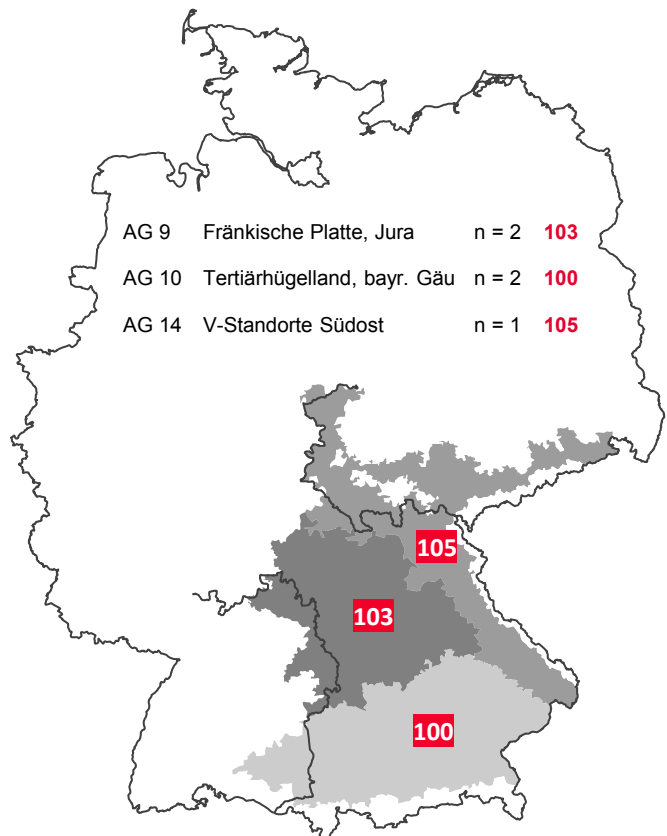 AG 9 Fränkische Platte, Jura n = 2 103
AG 10 Tertiärhügelland, bayr. Gäu n = 2 100
AG 14 V-Standorte Südost n = 1 105
105
103
100